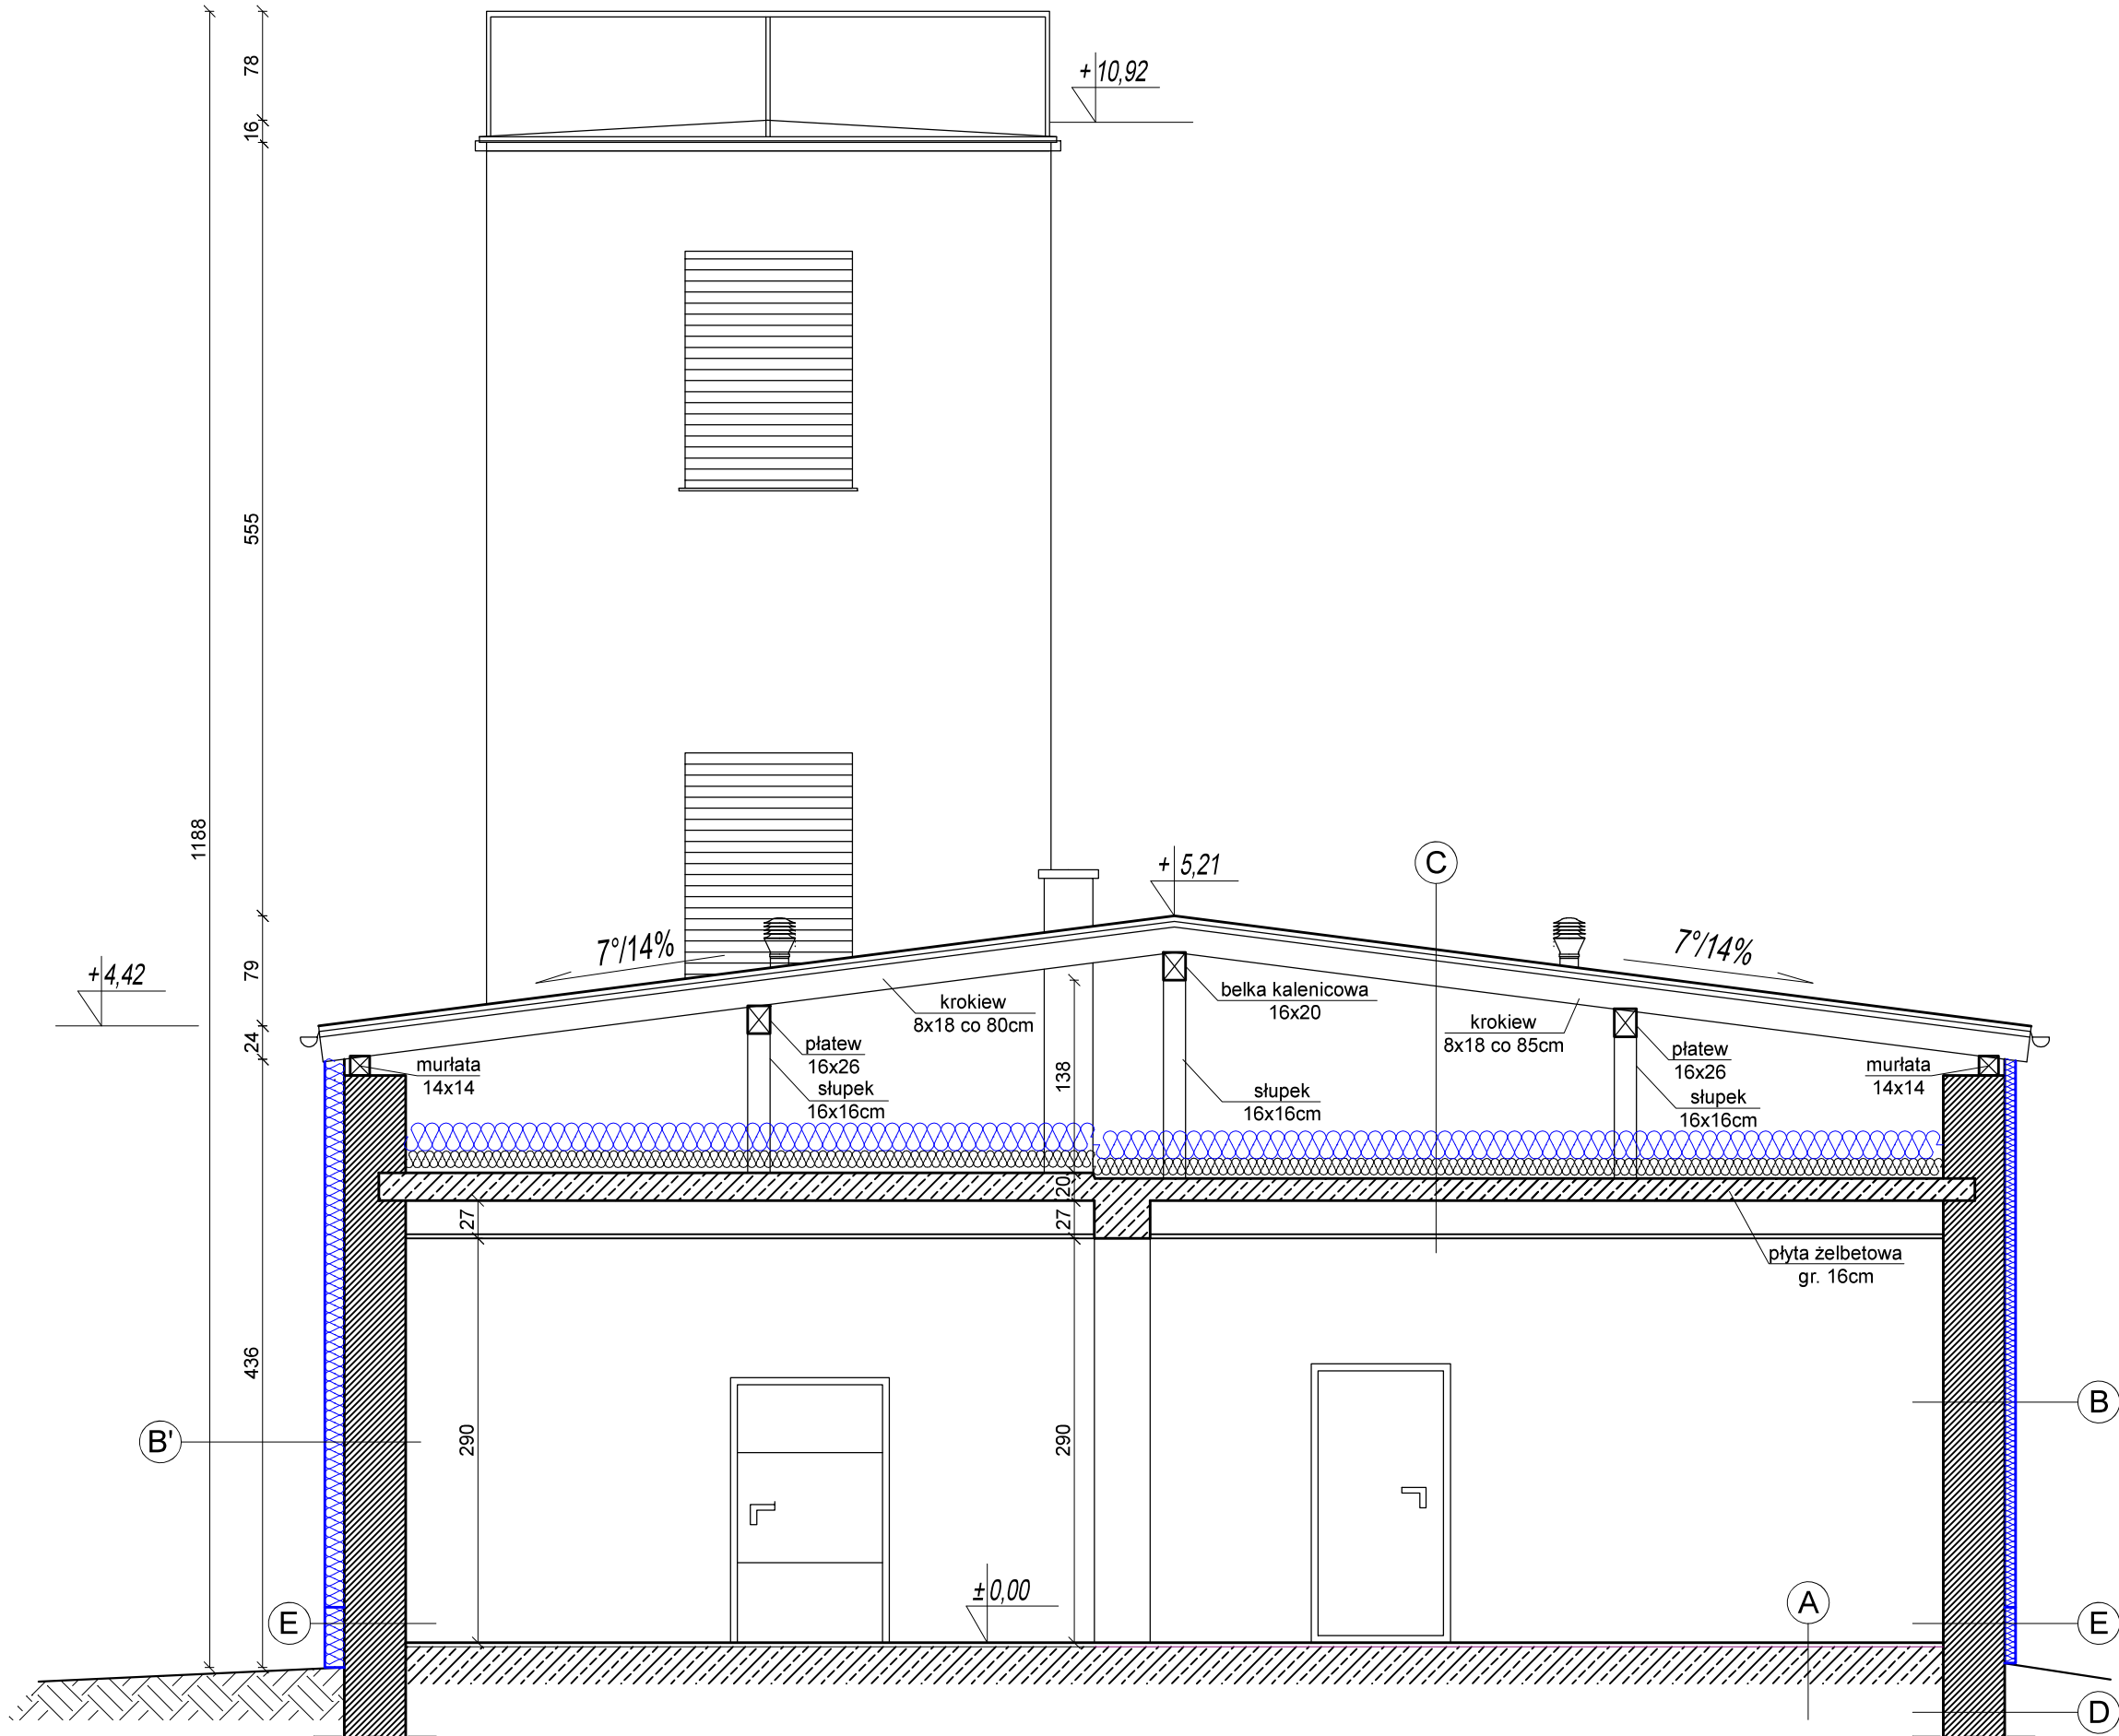 78
+10,92
16
555
1188
+ 5,21
C
7°/14%
7°/14%
+4,42
79
krokiew
8x18 co 80cm
belka kalenicowa
16x20
krokiew
8x18 co 85cm
24
płatew
16x26
płatew
16x26
murłata
14x14
138
murłata
14x14
słupek
16x16cm
słupek
16x16cm
słupek
16x16cm
20
27
27
płyta żelbetowa
gr. 16cm
436
290
290
B'
B
±0,00
A
E
E
D